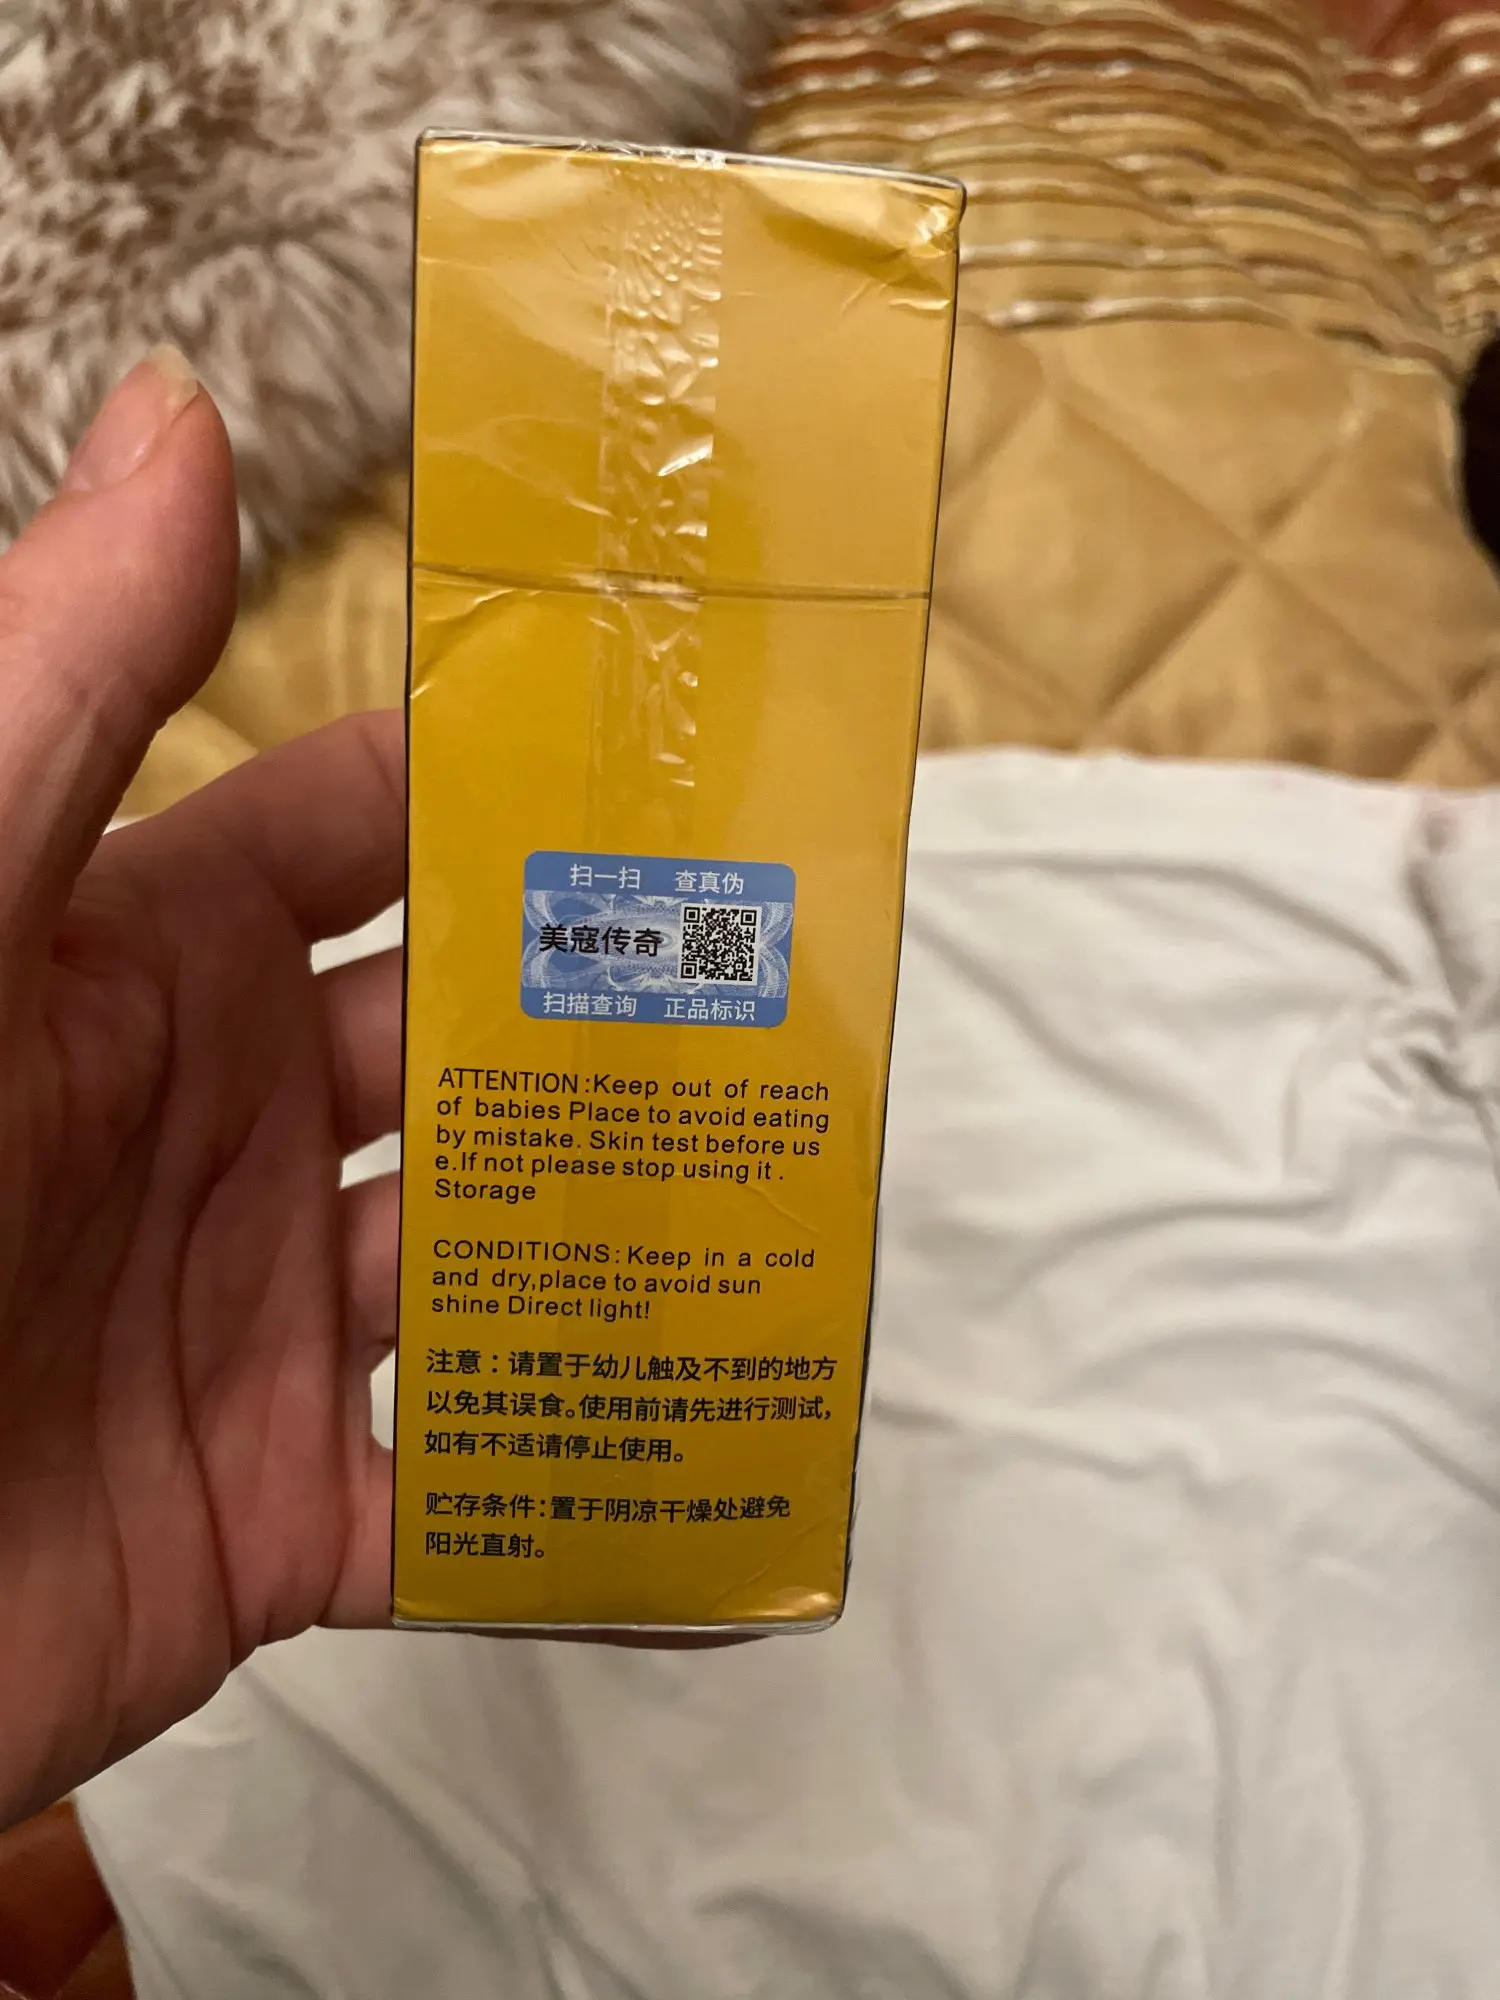 扫一扫 查真伪
美寇传奇
扫描查询 正品标识
ATTENTION:Keep out of reach
of babies Place to avoid eating
by mistake. Skin test before us
e.If not please stop using it .
Storage
CONDITIONS:Keep in a cold
and dry,place to avoid sun
shine Direct light!
注意：请置于幼儿触及不到的地方
以免其误食。使用前请先进行测试，
如有不适请停止使用。
贮存条件：置于阴凉干燥处避免
阳光直射。